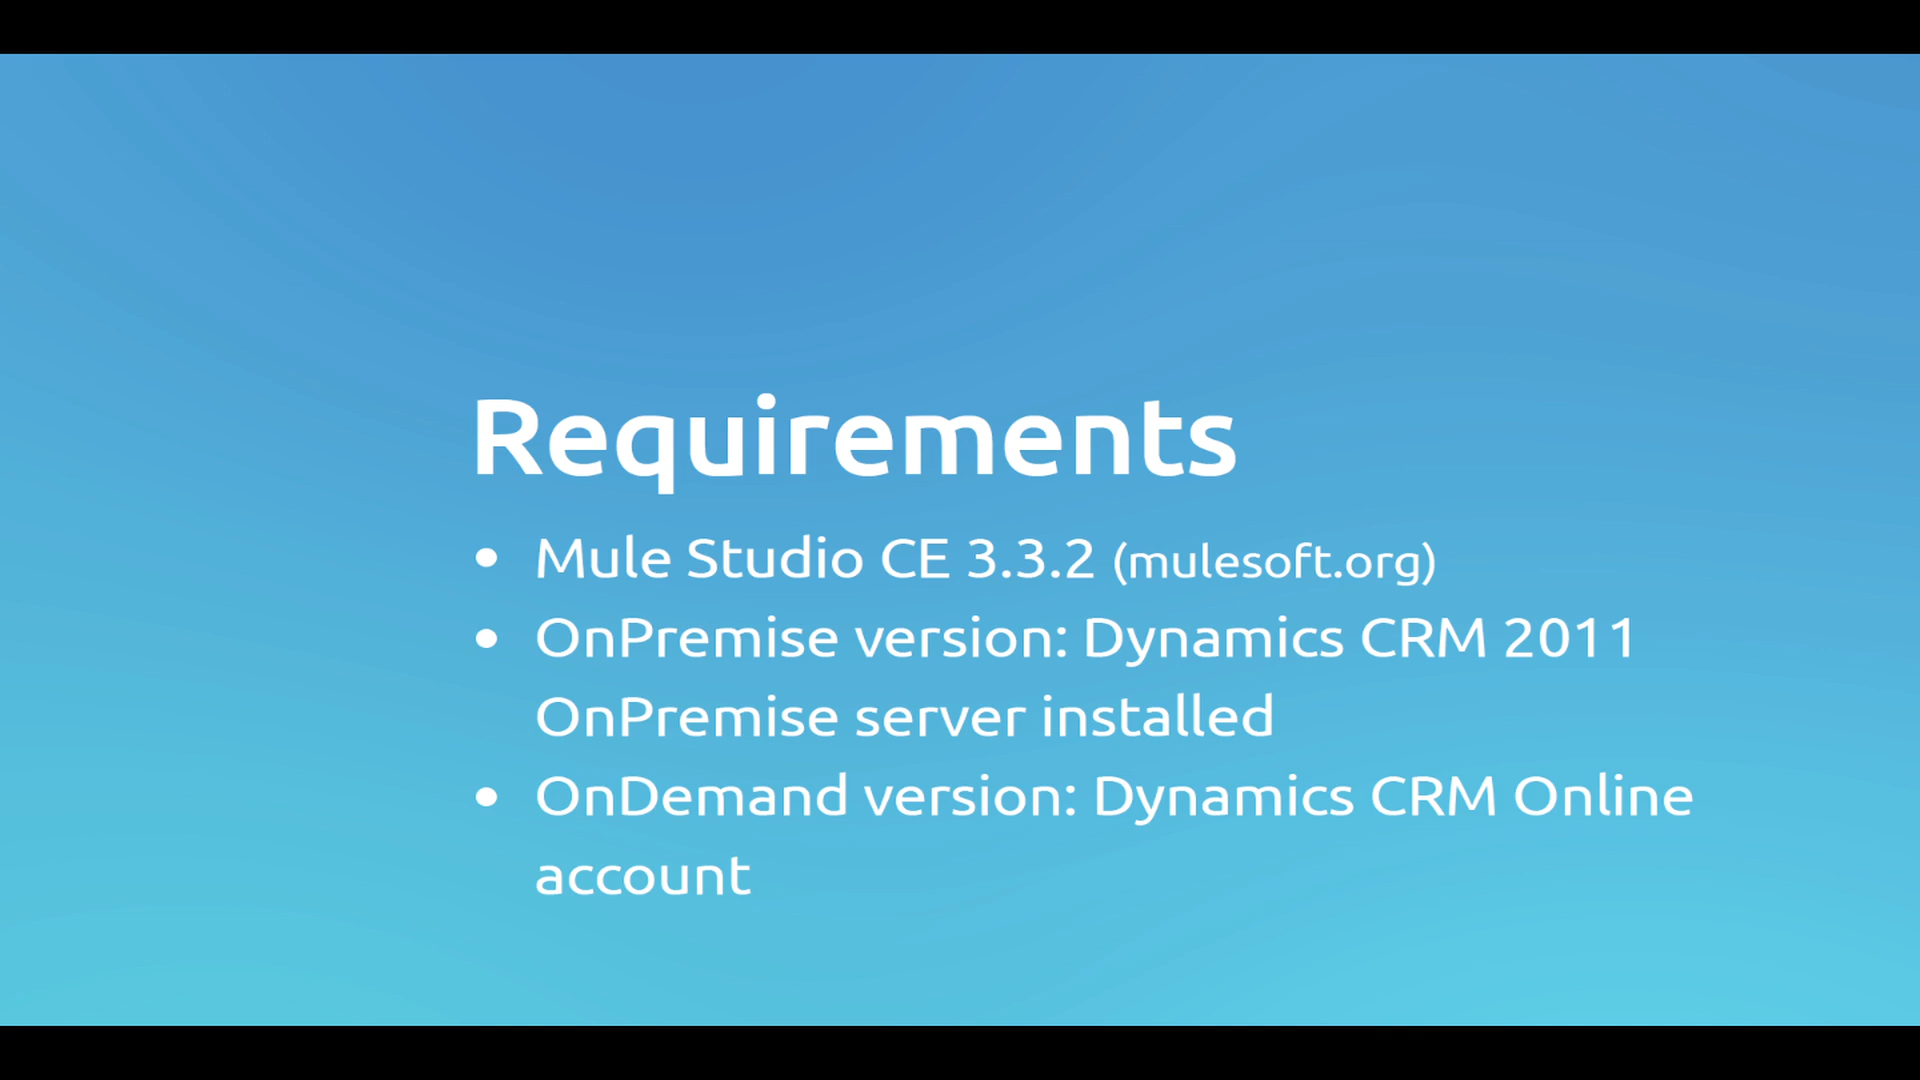 Requirements
• Mule Studio CE 3.3.2 (mulesoft.org)
• OnPremise version: Dynamics CRM 2011
OnPremise server installed
• OnDemand version: Dynamics CRM Online
account